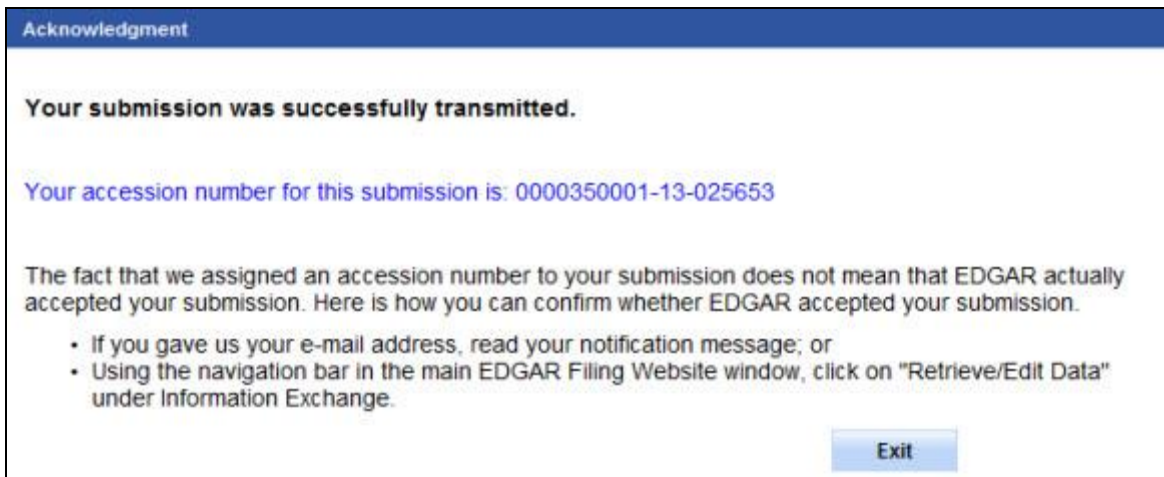 Acknowledgment
Your submission was successfully transmitted.
Your accession number for this submission is: 0000350001-13-025653
The fact that we assigned an accession number to your submission does not mean that EDGAR actually
accepted your submission. Here is how you can confirm whether EDGAR accepted your submission.
• If you gave us your e-mail address, read your notification message; or
• Using the navigation bar in the main EDGAR Filing Website window, click on "Retrieve/Edit Data"
under Information Exchange.
Exit